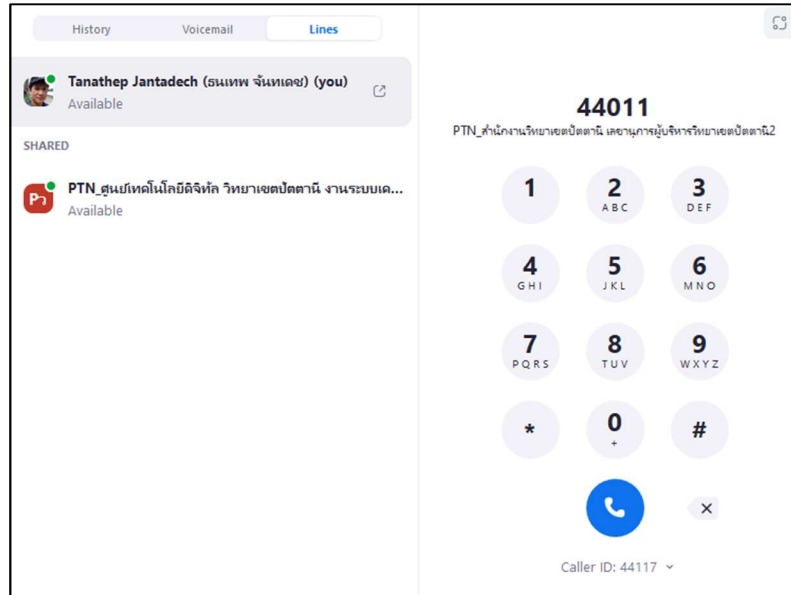 History Voicemail Lines
Tanathep Jantadech (ธนเทพ จันทเดช) (you)
Available
SHARED
PTN_ศูนย์เทคโนโลยีดิจิทัล วิทยาเขตปัตตานี งานระบบเค...
Available
Pว
44011
PTN_สำนักงานวิทยาเขตปัตตานี เลขานุการผู้บริหารวิทยาเขตปัตตานี2
1 2 3
ABC DEF
4 5 6
GHI JKL MNO
7 8 9
PQRS TUV WXYZ
* 0 #
+
Caller ID: 44117